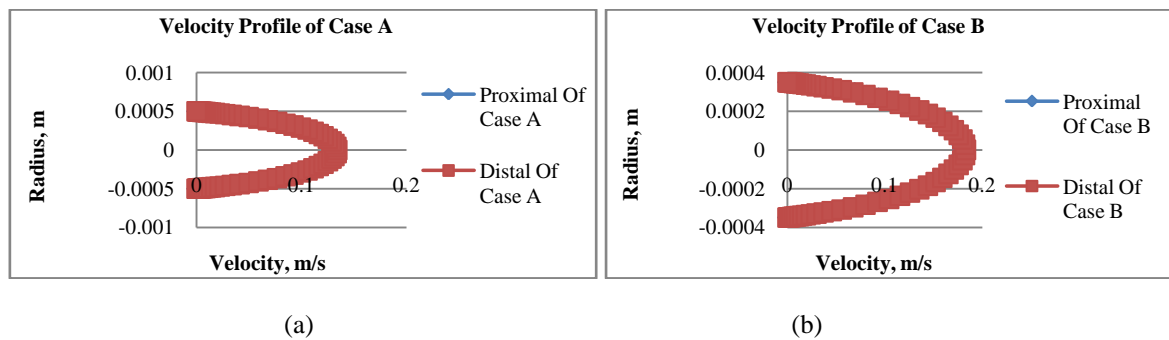 Velocity Profile of Case A
0.001
0.0005
0
-0.0005
-0.001
0
0.1
0.2
Radius, m
Velocity, m/s
Proximal Of
Case A
Distal Of
Case A
(a)
Velocity Profile of Case B
0.0004
0.0002
0
-0.0002
-0.0004
0
0.1
0.2
Radius, m
Velocity, m/s
Proximal
Of Case B
Distal Of
Case B
(b)